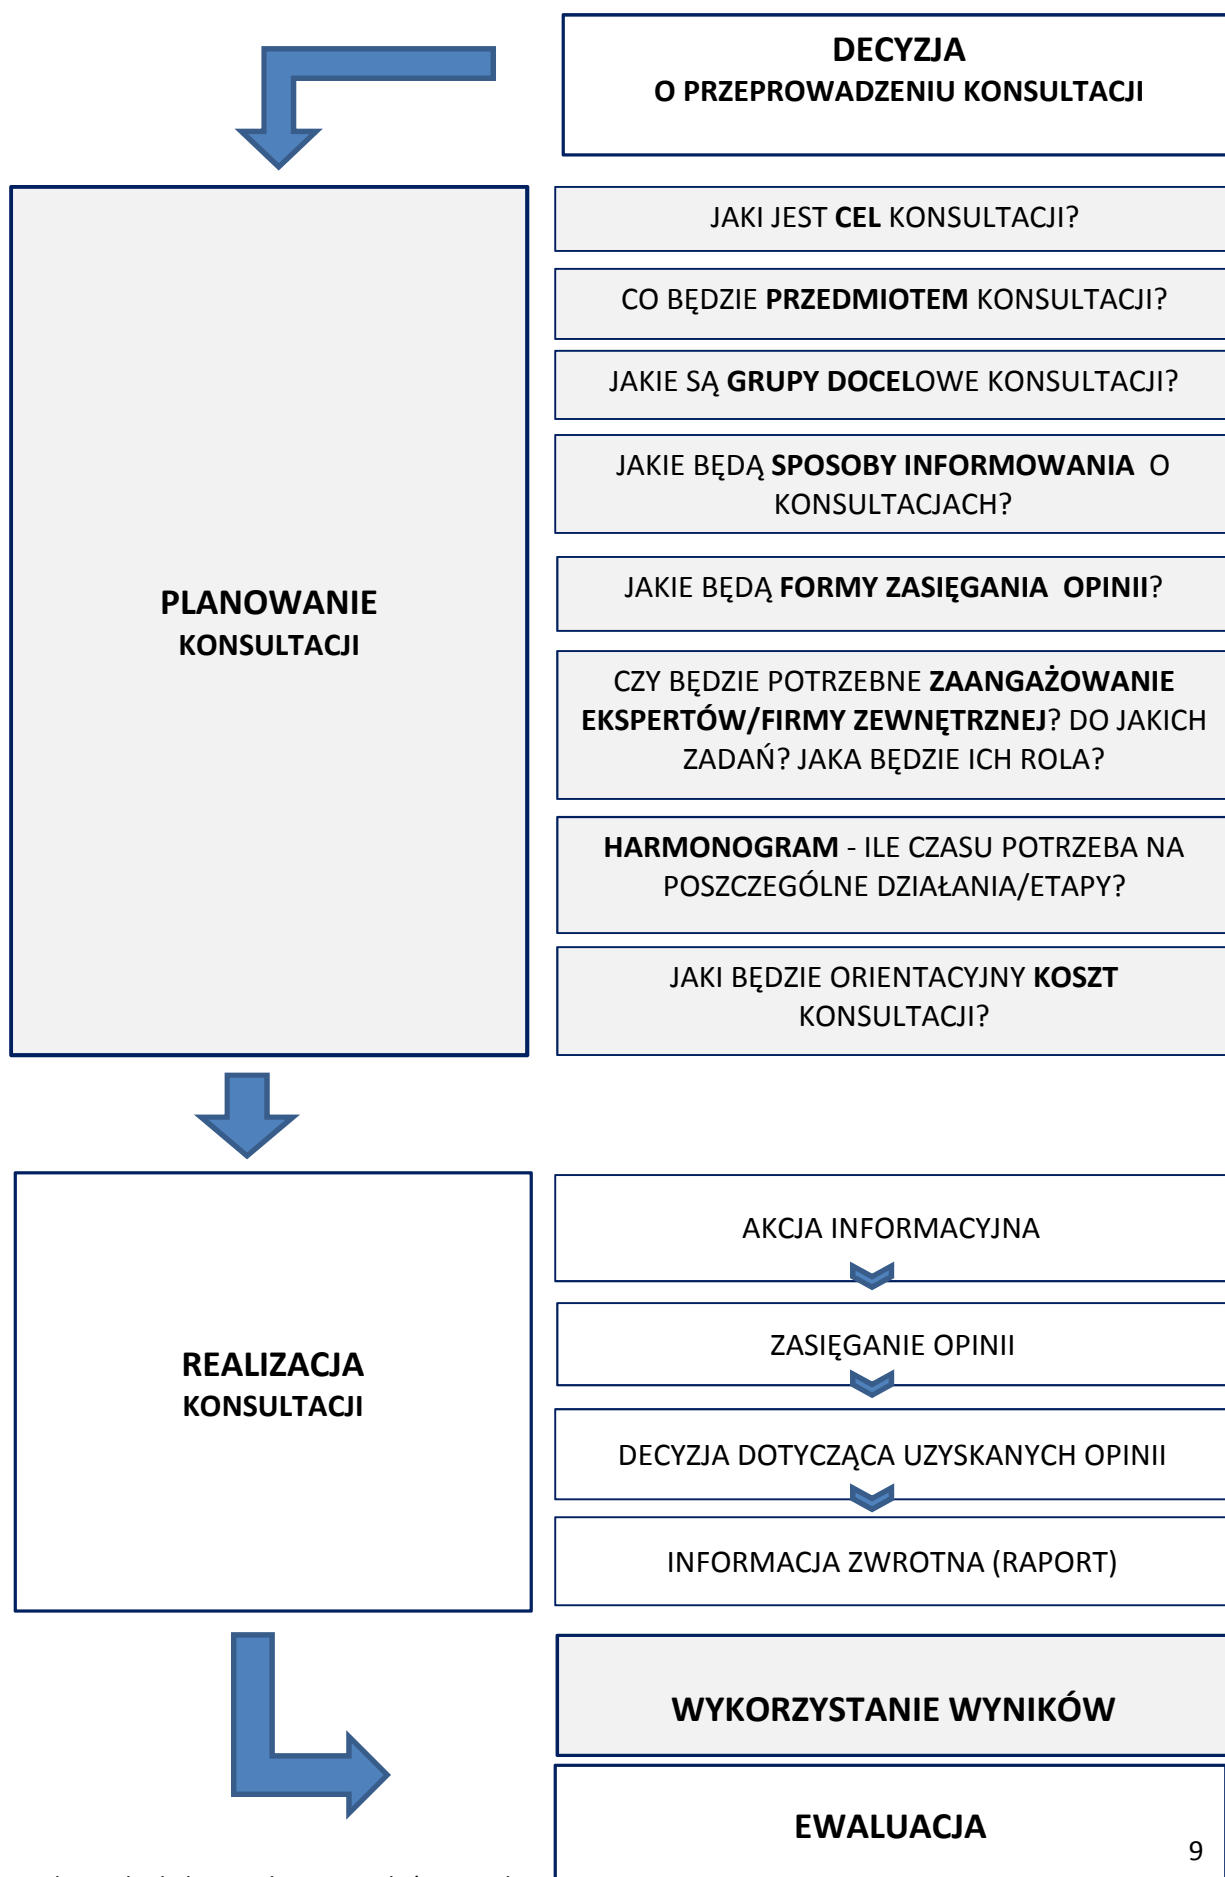 DECYZJA
O PRZEPROWADZENIU KONSULTACJI
PLANOWANIE
KONSULTACJI
JAKI JEST CEL KONSULTACJI?
CO BĘDZIE PRZEDMIOTEM KONSULTACJI?
JAKIE SĄ GRUPY DOCELOWE KONSULTACJI?
JAKIE BĘDĄ SPOSOBY INFORMOWANIA O
KONSULTACJACH?
JAKIE BĘDĄ FORMY ZASIĘGANIA OPINII?
CZY BĘDZIE POTRZEBNE ZAANGAŻOWANIE
EKSPERTÓW/FIRMY ZEWNĘTRZNEJ? DO JAKICH
ZADAŃ? JAKA BĘDZIE ICH ROLA?
HARMONOGRAM - ILE CZASU POTRZEBA NA
POSZCZEGÓLNE DZIAŁANIA/ETAPY?
JAKI BĘDZIE ORIENTACYJNY KOSZT
KONSULTACJI?
REALIZACJA
KONSULTACJI
AKCJA INFORMACYJNA
ZASIĘGANIE OPINII
DECYZJA DOTYCZĄCA UZYSKANYCH OPINII
INFORMACJA ZWROTNA (RAPORT)
WYKORZYSTANIE WYNIKÓW
EWALUACJA
9